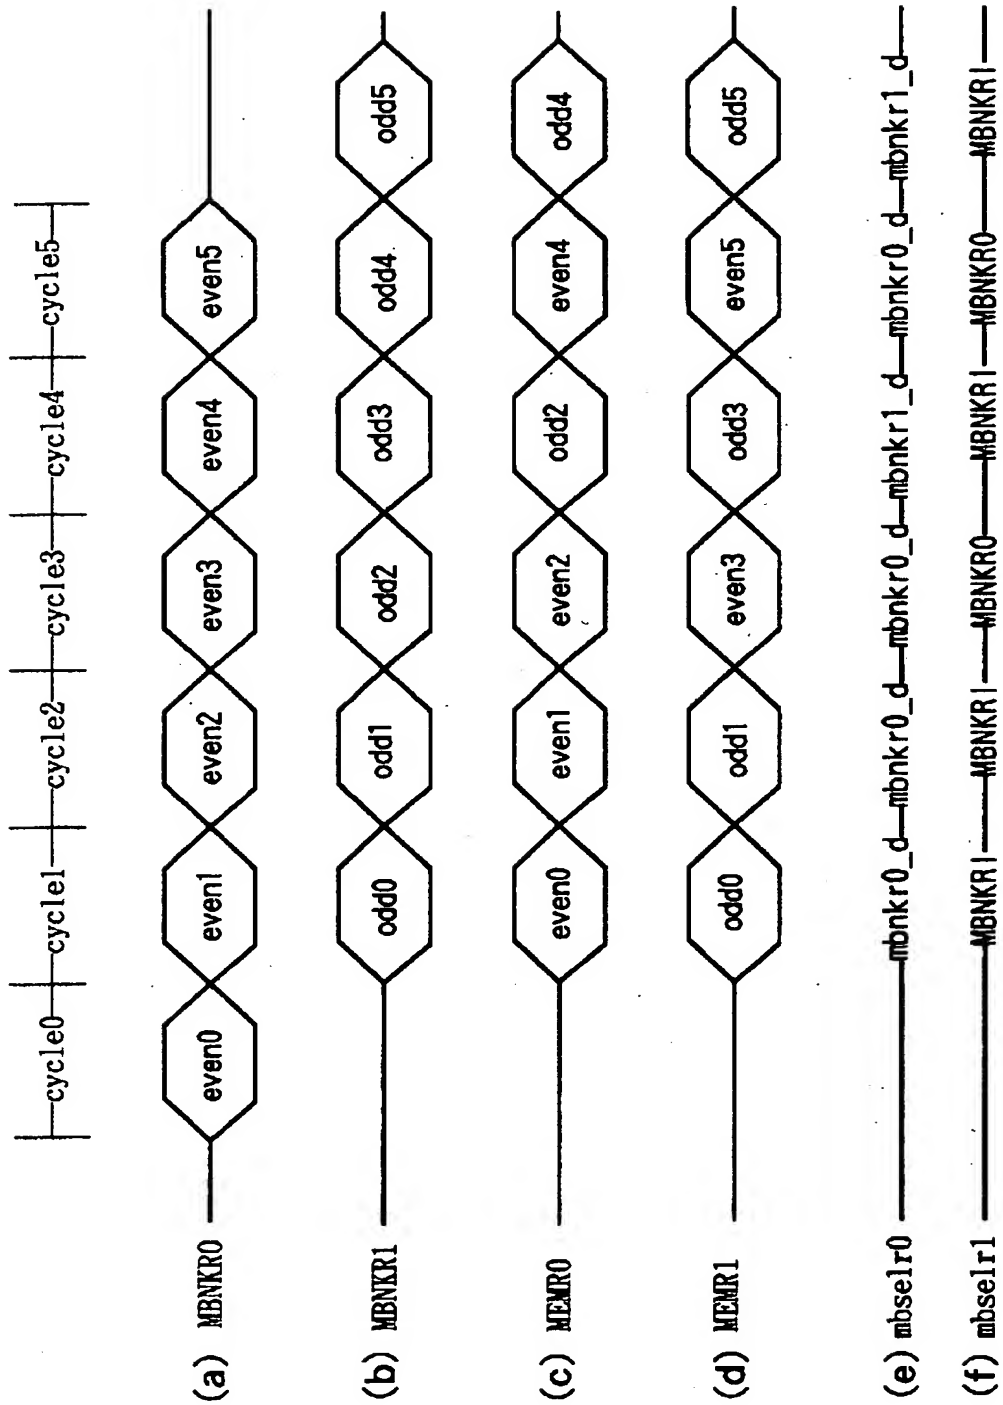 cycle0 cycle1 cycle2 cycle3 cycle4 cycle5
(a) MBNKR0 even0 even1 even2 even3 even4 even5
(b) MBNKR1 odd0 odd1 odd2 odd3 odd4 odd5
(c) MEMR0 even0 even1 even2 odd2 even4 odd4
(d) MEMR1 odd0 odd1 even3 odd3 even5 odd5
(e) mbselr0 mbnkr0_d mbnkr0_d mbnkr0_d mbnkr1_d mbnkr0_d mbnkr1_d
(f) mbselr1 MBNKR1 MBNKR1 MBNKR0 MBNKR1 MBNKR0 MBNKR1